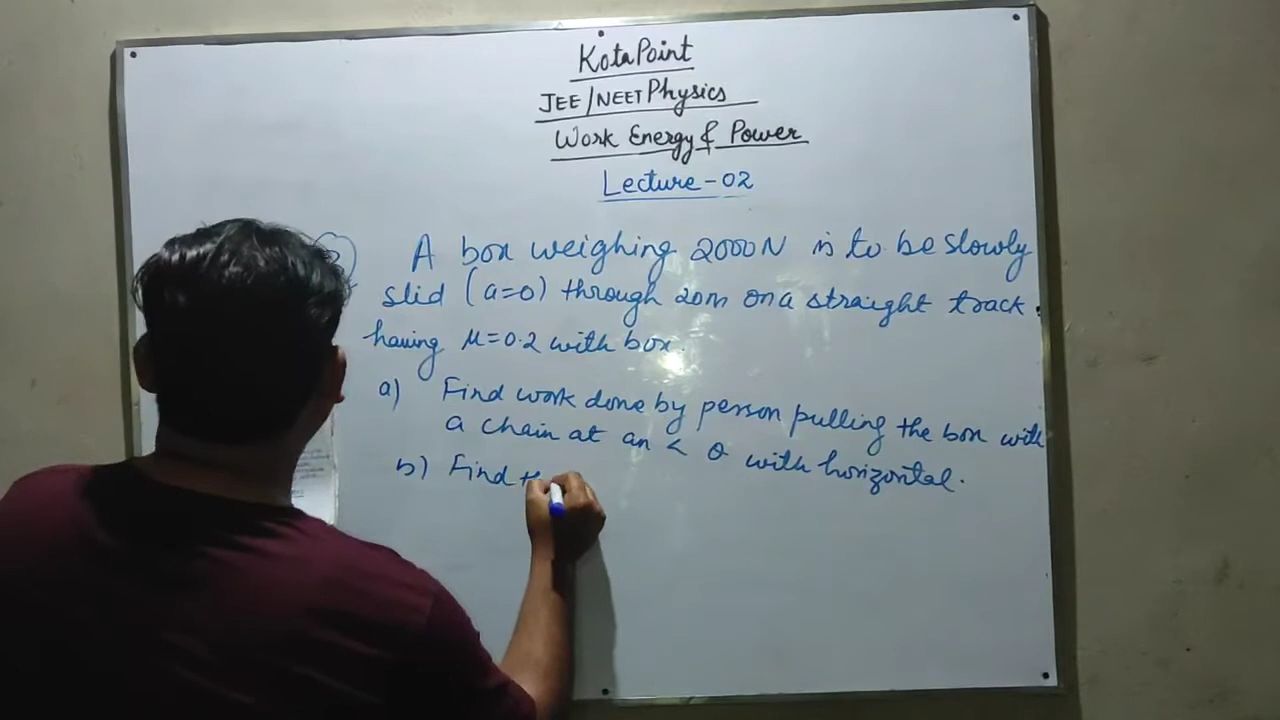 KotaPoint
JEE/NEET Physics
Work Energy & Power
Lecture-02
A box weighing 2000N is to be slowly
slid (a=0) through 20m on a straight track
having μ=0.2 with box.
a) Find work done by person pulling the box with
a chain at an < θ with horizontal.
b) Find